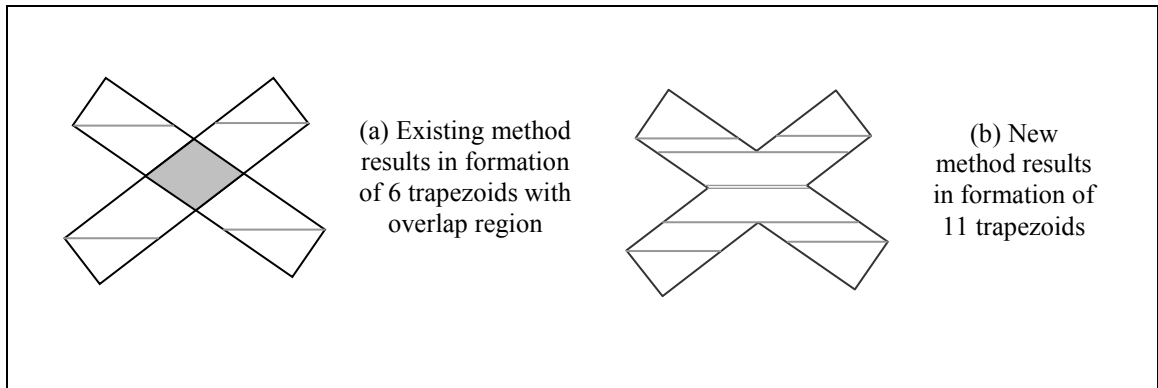 (a) Existing method
results in formation
of 6 trapezoids with
overlap region
(b) New
method results
in formation of
11 trapezoids